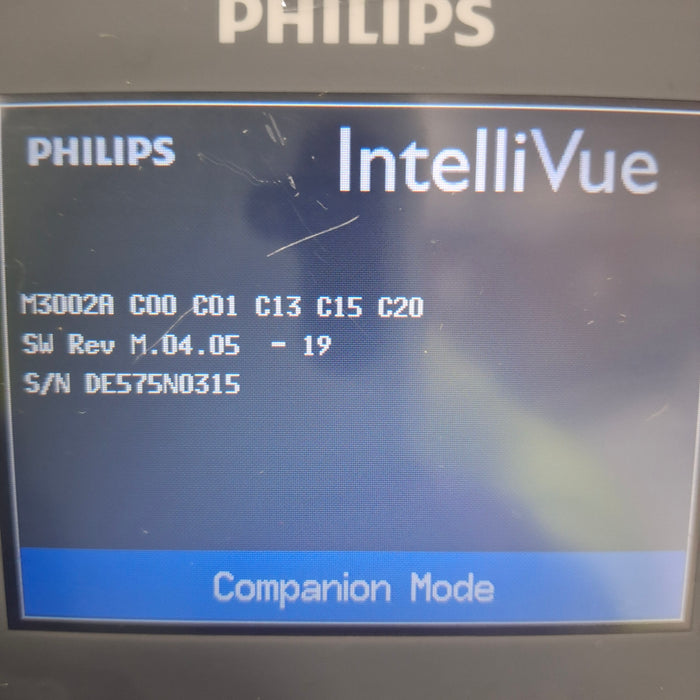 PHILIPS
PHILIPS IntelliVue
M3002A C00 C01 C13 C15 C20
SW Rev M.04.05 - 19
S/N DE575N0315
Companion Mode